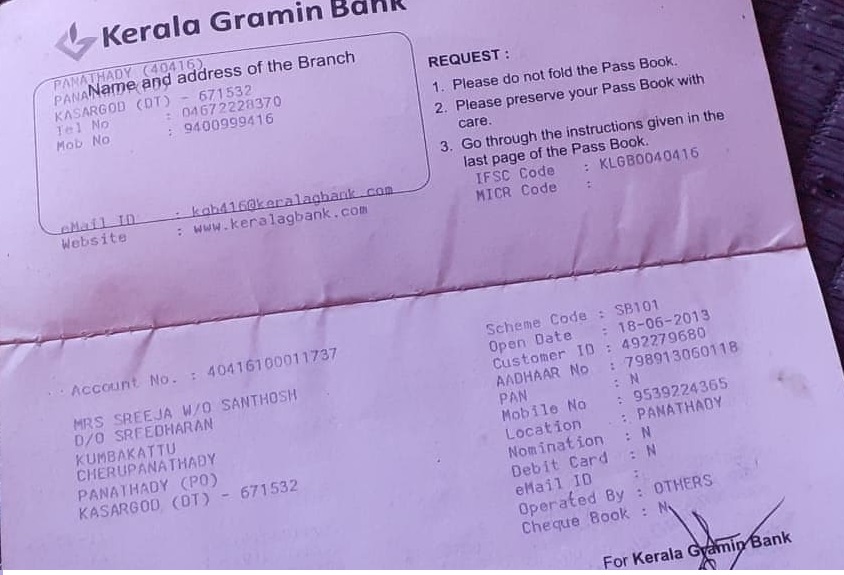 Kerala Gramin Bank
Name and address of the Branch
PANATHADY (40416)
KASARGOD (DT) - 671532
Tel No : 04672228370
Mob No : 9400999416
eMail ID : kgb416@keralagbank.com
Website : www.keralagbank.com
REQUEST :
1. Please do not fold the Pass Book.
2. Please preserve your Pass Book with
care.
3. Go through the instructions given in the
last page of the Pass Book.
IFSC Code : KLGB0040416
MICR Code :
Account No. : 40416100011737
MRS SREEJA W/O SANTHOSH
D/O SREEDHARAN
KUMBAKATTU
CHERUPANATHADY
PANATHADY (PO)
KASARGOD (DT) - 671532
Scheme Code : SB101
Open Date : 18-06-2013
Customer ID : 492279680
AADHAAR No : 798913060118
PAN : N
Mobile No : 9539224365
Location : PANATHADY
Nomination : N
Debit Card : N
eMail ID :
Operated By : OTHERS
Cheque Book : N
For Kerala Gramin Bank